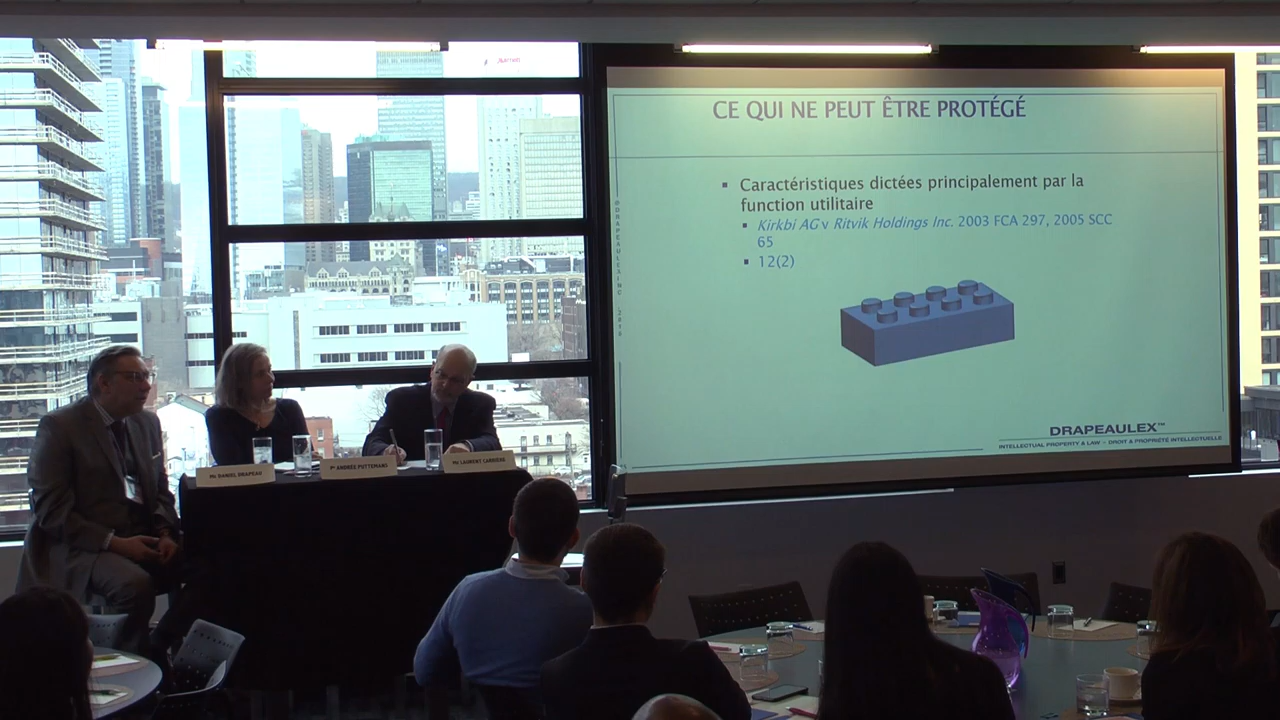 Marriott
CE QUI NE PEUT ÊTRE PROTÉGÉ
Caractéristiques dictées principalement par la
function utilitaire
Kirkbi AG v Ritvik Holdings Inc. 2003 FCA 297, 2005 SCC
65
12(2)
DRAPEAULEX™
INTELLECTUAL PROPERTY & LAW – DROIT & PROPRIÉTÉ INTELLECTUELLE
Me DANIEL DRAPEAU
Pr ANDRÉE PUTTEMANS
Me LAURENT CARRIÈRE